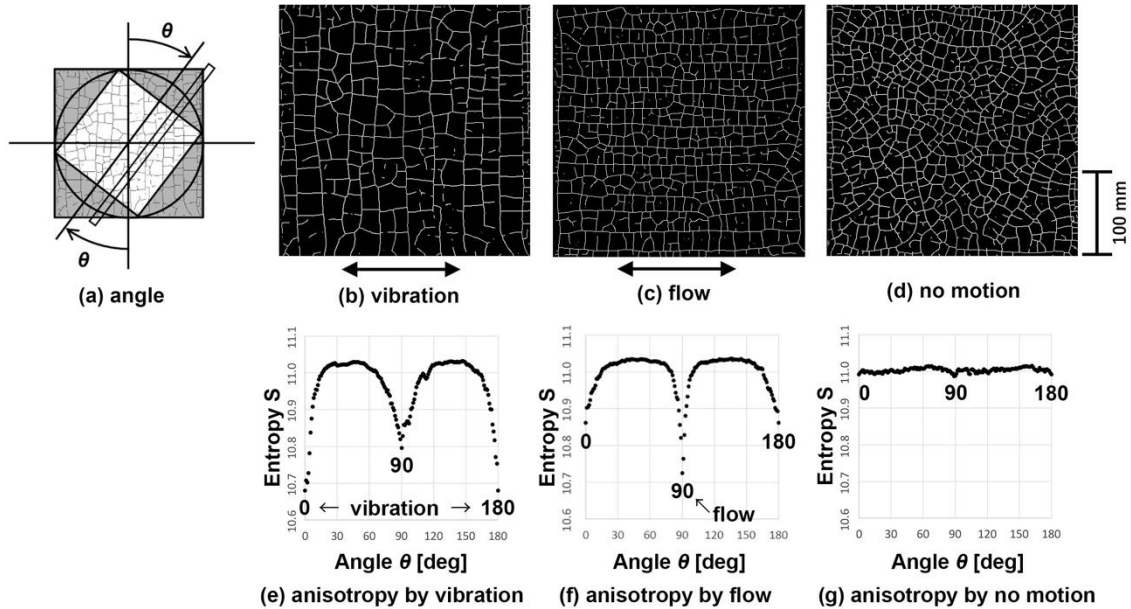 θ
θ
(a) angle
(b) vibration
(c) flow
(d) no motion
100 mm
Entropy S
11.1
11.0
10.9
10.8
10.7
10.6
90
0 ← vibration → 180
0 30 60 90 120 150 180
Angle θ [deg]
(e) anisotropy by vibration
Entropy S
11.1
11.0
10.9
10.8
10.7
10.6
0
180
90
flow
0 30 60 90 120 150 180
Angle θ [deg]
(f) anisotropy by flow
Entropy S
11.1
11.0
10.9
10.8
10.7
10.6
0 90 180
0 30 60 90 120 150 180
Angle θ [deg]
(g) anisotropy by no motion